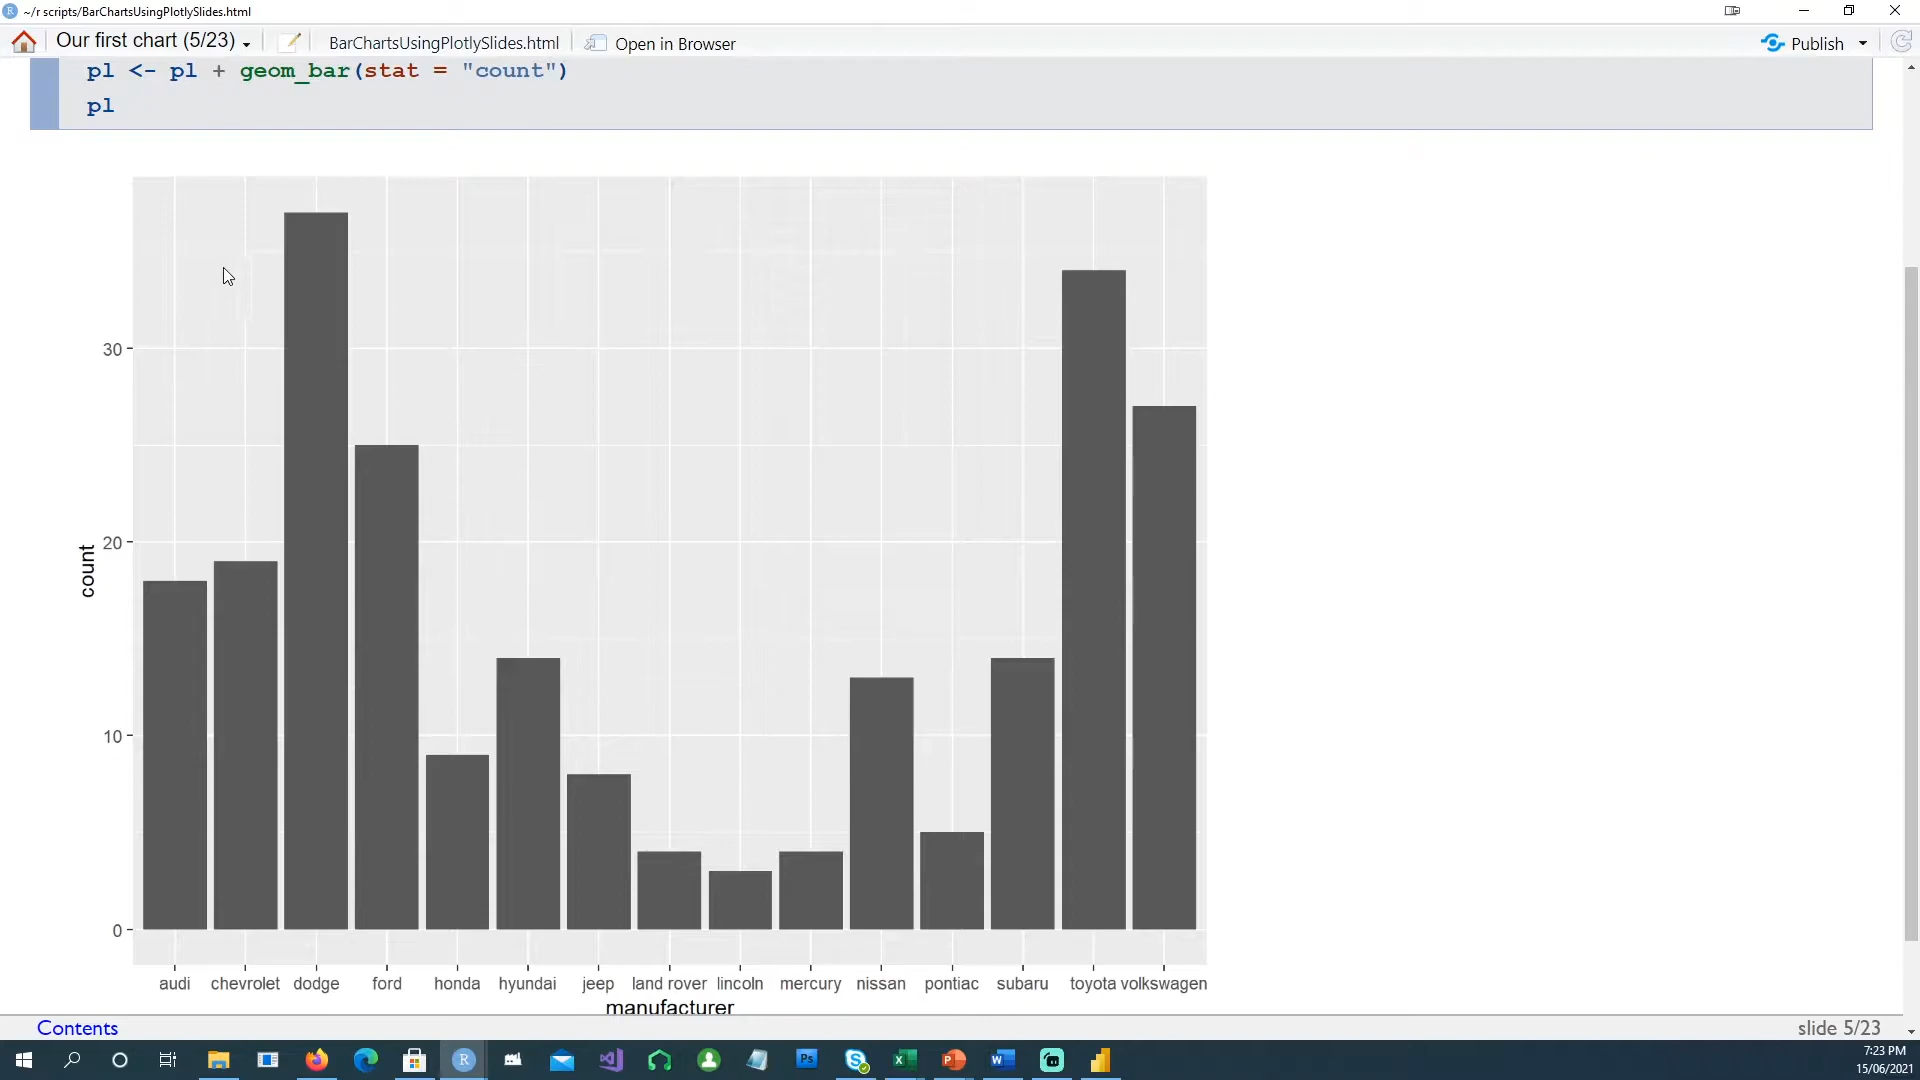 ~/r scripts/BarChartsUsingPlotlySlides.html
Our first chart (5/23)
BarChartsUsingPlotlySlides.html
Open in Browser
Publish
pl <- pl + geom_bar(stat = "count")
pl
30
20
10
0
count
audi chevrolet dodge ford honda hyundai jeep land rover lincoln mercury nissan pontiac subaru toyota volkswagen
manufacturer
Contents
slide 5/23
7:23 PM
15/06/2021